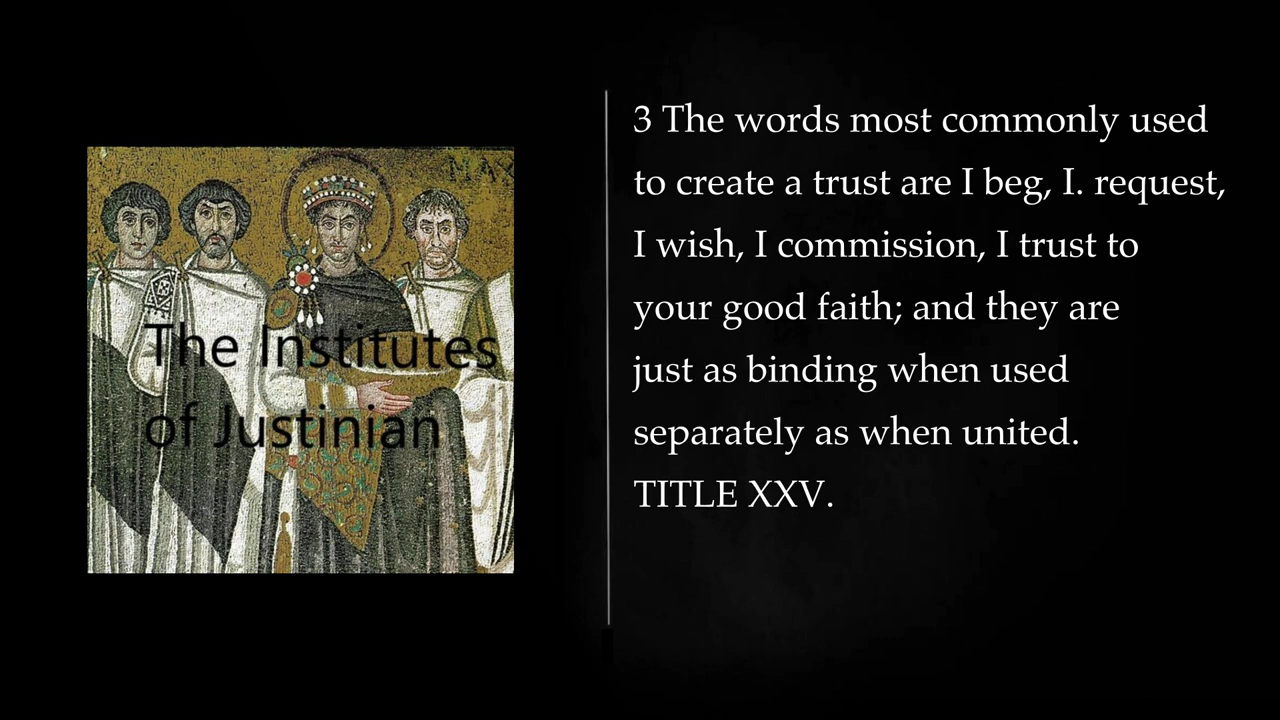 The Institutes
of Justinian
3 The words most commonly used
to create a trust are I beg, I. request,
I wish, I commission, I trust to
your good faith; and they are
just as binding when used
separately as when united.
TITLE XXV.